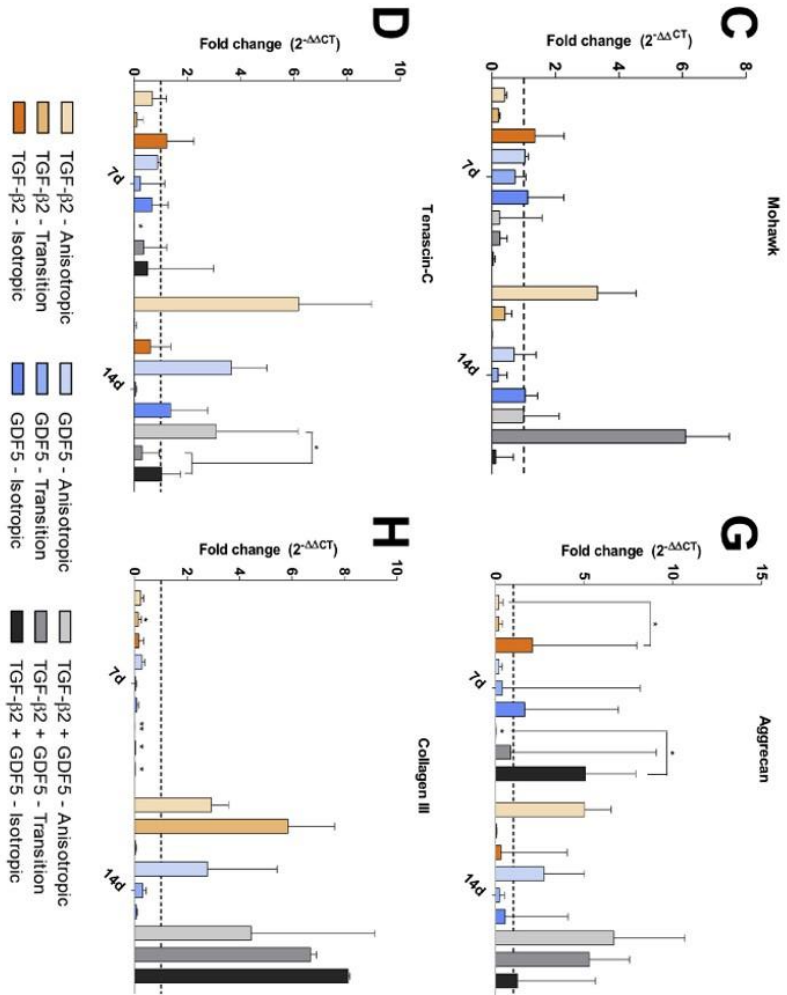 C
Mohawk
Fold change (2-ΔΔCT)
0
2
4
6
8
7d
14d
G
Aggrecan
Fold change (2-ΔΔCT)
0
5
10
15
*
*
*
7d
14d
D
Tenascin-C
Fold change (2-ΔΔCT)
0
2
4
6
8
10
*
*
7d
14d
H
Collagen III
Fold change (2-ΔΔCT)
0
2
4
6
8
10
*
**
*
*
7d
14d
TGF-β2 - Anisotropic
TGF-β2 - Transition
TGF-β2 - Isotropic
GDF5 - Anisotropic
GDF5 - Transition
GDF5 - Isotropic
TGF-β2 + GDF5 - Anisotropic
TGF-β2 + GDF5 - Transition
TGF-β2 + GDF5 - Isotropic